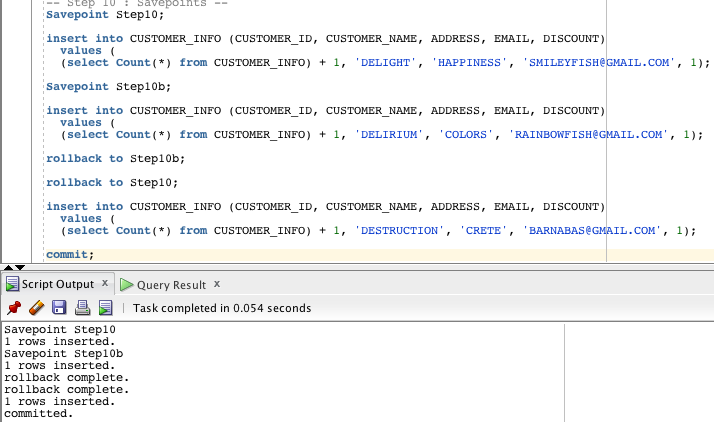 -- Step 10 : Savepoints --
Savepoint Step10;
insert into CUSTOMER_INFO (CUSTOMER_ID, CUSTOMER_NAME, ADDRESS, EMAIL, DISCOUNT)
values (
(select Count(*) from CUSTOMER_INFO) + 1, 'DELIGHT', 'HAPPINESS', 'SMILEYFISH@GMAIL.COM', 1);
Savepoint Step10b;
insert into CUSTOMER_INFO (CUSTOMER_ID, CUSTOMER_NAME, ADDRESS, EMAIL, DISCOUNT)
values (
(select Count(*) from CUSTOMER_INFO) + 1, 'DELIRIUM', 'COLORS', 'RAINBOWFISH@GMAIL.COM', 1);
rollback to Step10b;
rollback to Step10;
insert into CUSTOMER_INFO (CUSTOMER_ID, CUSTOMER_NAME, ADDRESS, EMAIL, DISCOUNT)
values (
(select Count(*) from CUSTOMER_INFO) + 1, 'DESTRUCTION', 'CRETE', 'BARNABAS@GMAIL.COM', 1);
commit;
Script Output x Query Result x
Task completed in 0.054 seconds
Savepoint Step10
1 rows inserted.
Savepoint Step10b
1 rows inserted.
rollback complete.
rollback complete.
1 rows inserted.
committed.